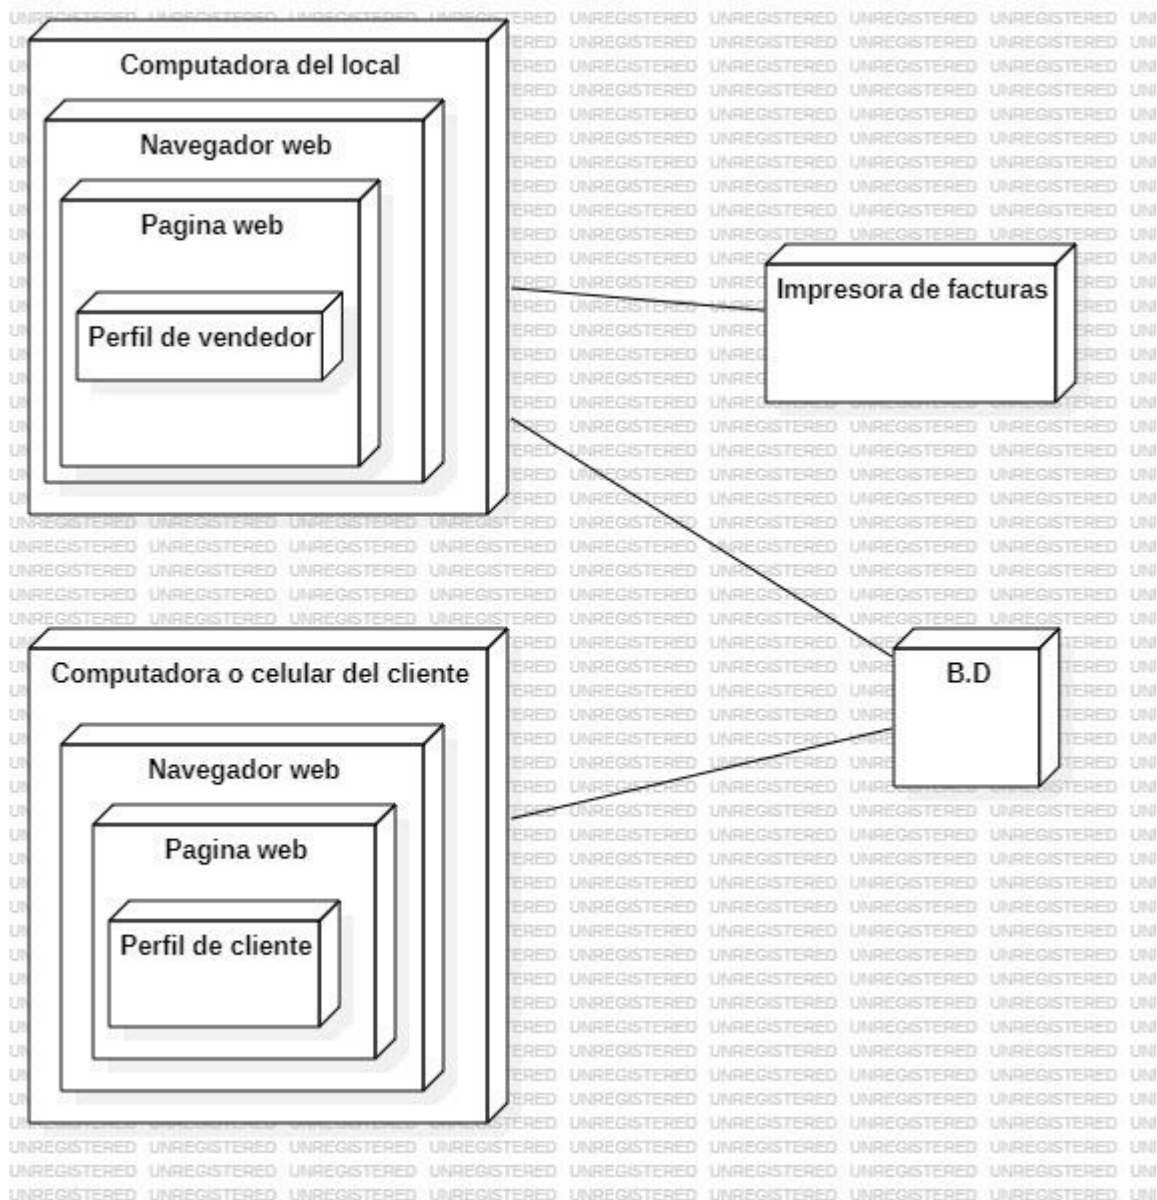 Computadora del local
Navegador web
Pagina web
Perfil de vendedor
Impresora de facturas
Computadora o celular del cliente
B.D
Navegador web
Pagina web
Perfil de cliente
UNREGISTERED